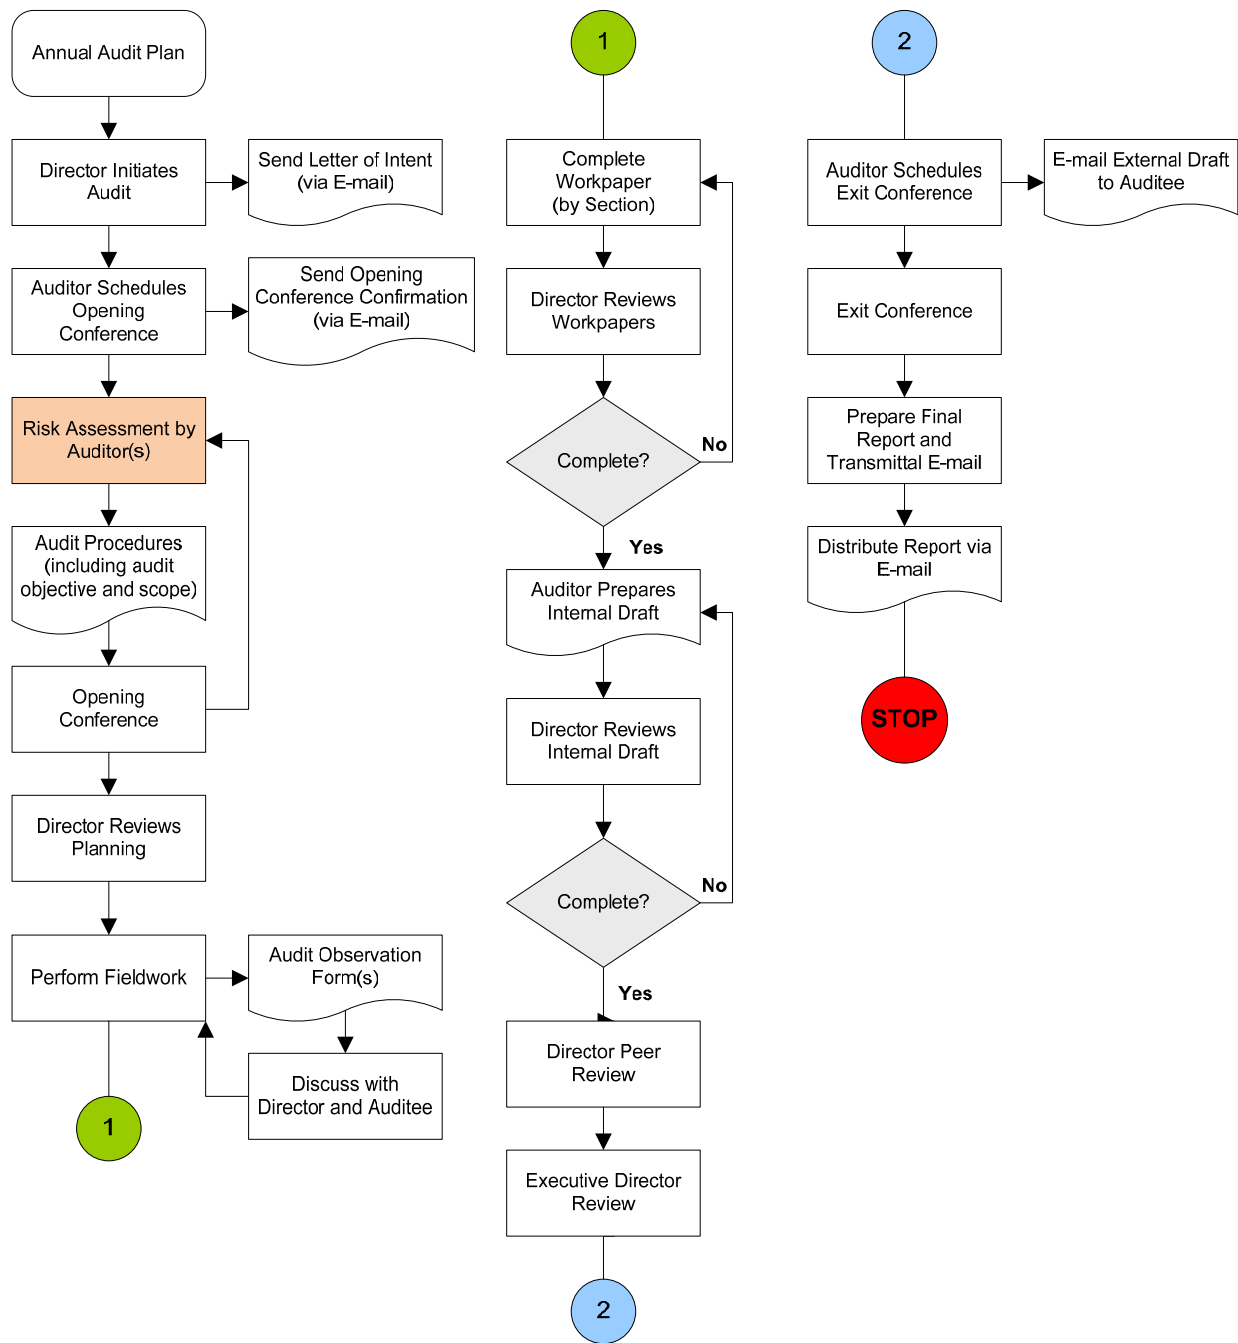 Annual Audit Plan
Director Initiates
Audit
Send Letter of Intent
(via E-mail)
Auditor Schedules
Opening
Conference
Send Opening
Conference Confirmation
(via E-mail)
Risk Assessment by
Auditor(s)
Audit Procedures
(including audit
objective and scope)
Opening
Conference
Director Reviews
Planning
Perform Fieldwork
Audit Observation
Form(s)
Discuss with
Director and Auditee
1
1
Complete
Workpaper
(by Section)
Director Reviews
Workpapers
Complete?
No
Yes
Auditor Prepares
Internal Draft
Director Reviews
Internal Draft
Complete?
No
Yes
Director Peer
Review
Executive Director
Review
2
2
Auditor Schedules
Exit Conference
E-mail External Draft
to Auditee
Exit Conference
Prepare Final
Report and
Transmittal E-mail
Distribute Report via
E-mail
STOP